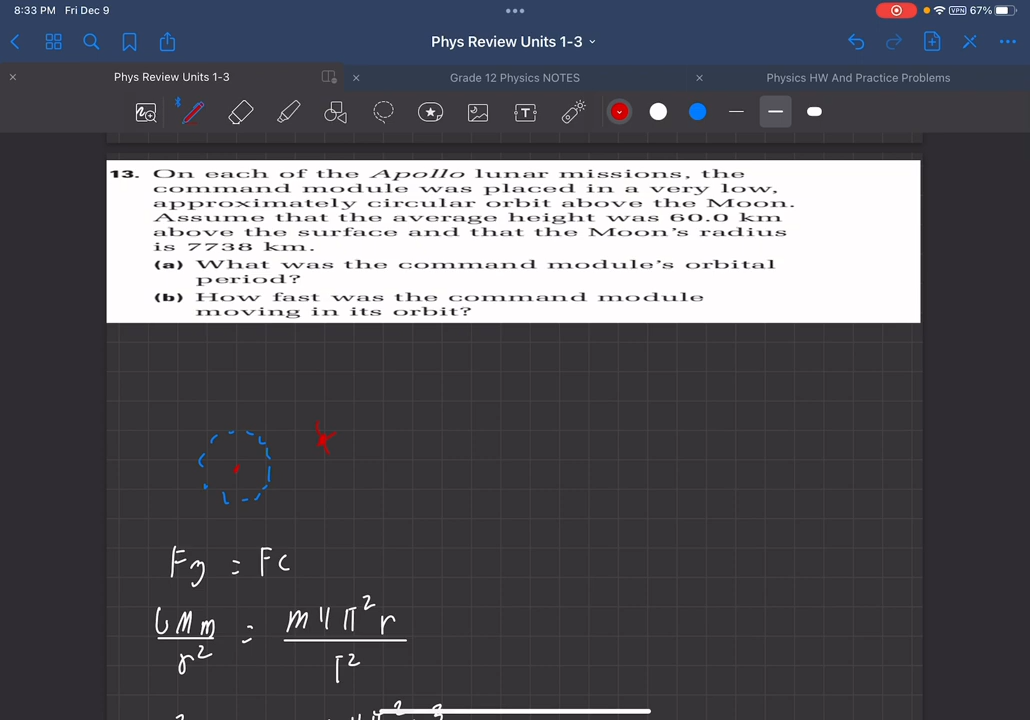 8:33 PM Fri Dec 9
VPN 67%
Phys Review Units 1-3
Phys Review Units 1-3
Grade 12 Physics NOTES
Physics HW And Practice Problems
T
13. On each of the Apollo lunar missions, the
command module was placed in a very low,
approximately circular orbit above the Moon.
Assume that the average height was 60.0 km
above the surface and that the Moon's radius
is 7738 km.
(a) What was the command module's orbital
period?
(b) How fast was the command module
moving in its orbit?
Fg = Fc
GMm/r² = m4π²r/T²